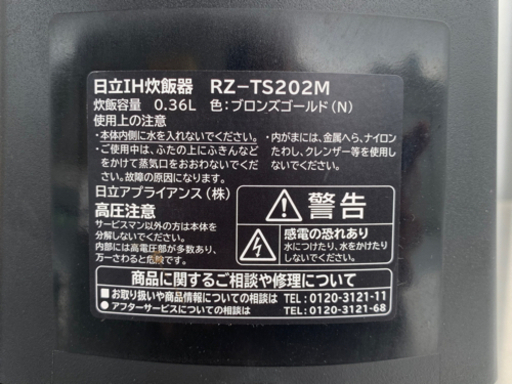 日立IH炊飯器 RZ-TS202M
炊飯容量 0.36L 色：ブロンズゴールド（N）
使用上の注意
・本体内側に水を入れないでください。
・ご使用中は、ふたの上にふきんなど
をかけて蒸気口をおおわないでくだ
さい。故障の原因になります。
・内がまには、金属へら、ナイロン
たわし、クレンザー等を使用し
ないでください。
日立アプライアンス（株）
高圧注意
サービスマン以外の方は本体を
分解しないでください。
内部には高電圧部が多数あり、
万一さわると危険です。
警告
感電の恐れあり
水につけたり、水をかけたり
しないでください。
商品に関するご相談や修理について
■お取り扱いや商品情報についての相談は TEL：0120-3121-11
●アフターサービスについての相談は TEL：0120-3121-68